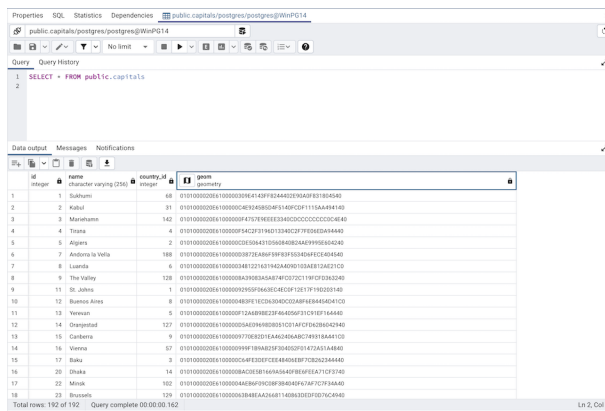 Properties SQL Statistics Dependencies public.capitals/postgres/postgres@WinPG14
public.capitals/postgres/postgres@WinPG14
No limit
Query Query History
1 SELECT * FROM public.capitals
2
Data output Messages Notifications
id name country_id geom
integer character varying (256) integer geometry
1 1 Sukhumi 68
2 2 Kabul 31
3 3 Mariehamn 142
4 4 Tirana 4
5 5 Algiers 2
6 7 Andorra la Vella 188
7 8 Luanda 6
8 9 The Valley 128
9 11 St. Johns 1
10 12 Buenos Aires 8
11 13 Yerevan 5
12 14 Oranjestad 127
13 15 Canberra 9
14 16 Vienna 57
15 17 Baku 3
16 20 Dhaka 14
17 22 Minsk 102
18 23 Brussels 129
Total rows: 192 of 192 Query complete 00:00:00.162 Ln 2, Col